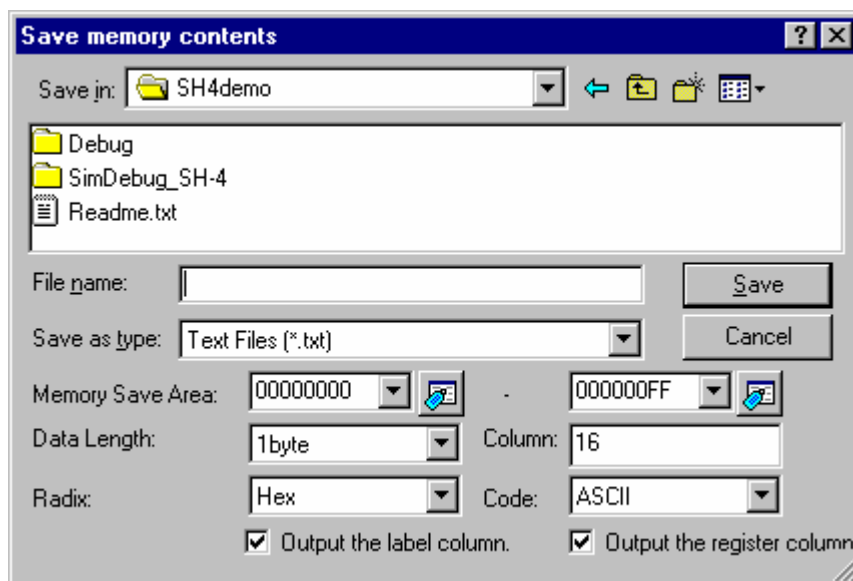 Save memory contents
Save in: SH4demo
Debug
SimDebug_SH-4
Readme.txt
File name: Save
Save as type: Text Files (*.txt) Cancel
Memory Save Area: 00000000 - 000000FF
Data Length: 1byte Column: 16
Radix: Hex Code: ASCII
Output the label column. Output the register column